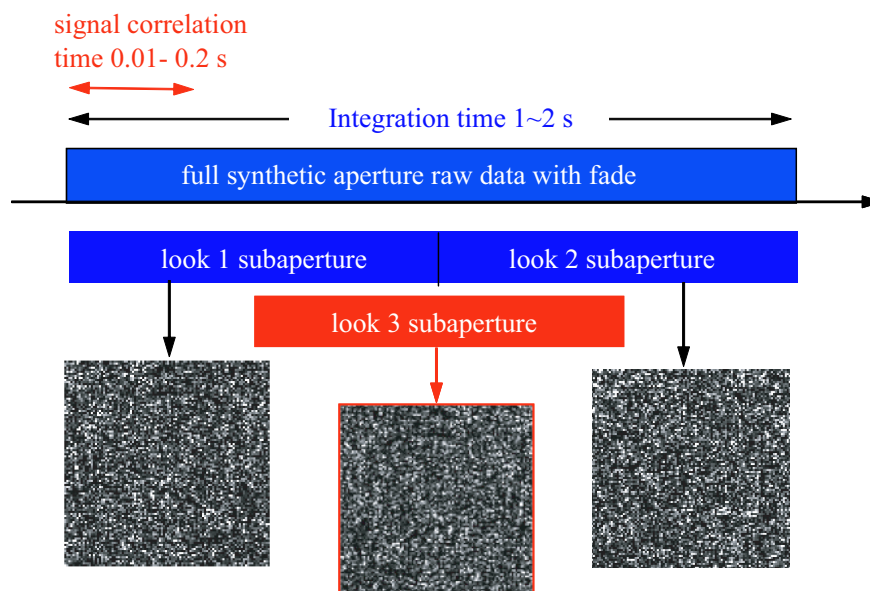 signal correlation
time 0.01- 0.2 s
Integration time 1~2 s
full synthetic aperture raw data with fade
look 1 subaperture
look 2 subaperture
look 3 subaperture